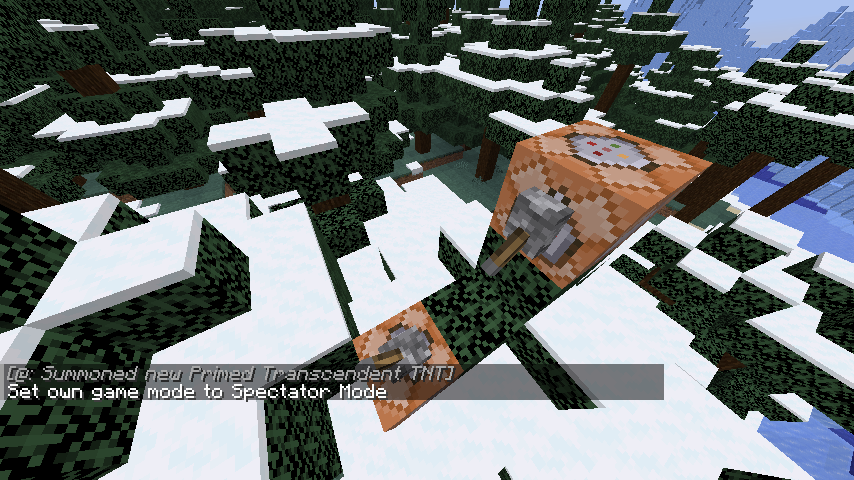 [@: Summoned new Primed Transcendent TNT]
Set own game mode to Spectator Mode